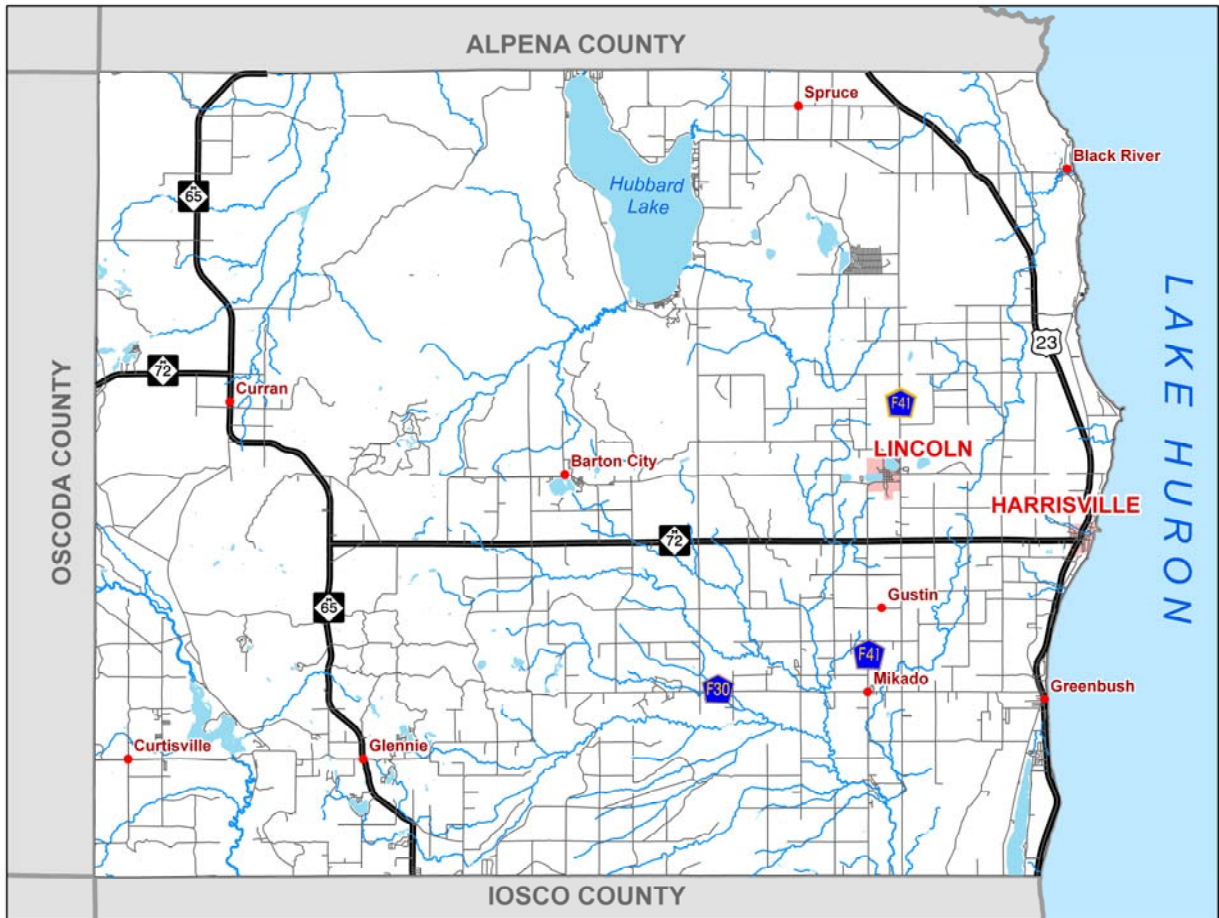 ALPENA COUNTY
Spruce
Black River
M
65
Hubbard
Lake
LAKE HURON
23
M
72
Curran
F41
OSCODA COUNTY
LINCOLN
Barton City
HARRISVILLE
M
72
M
65
Gustin
F41
Mikado
F30
Greenbush
Curtisville
Glennie
IOSCO COUNTY